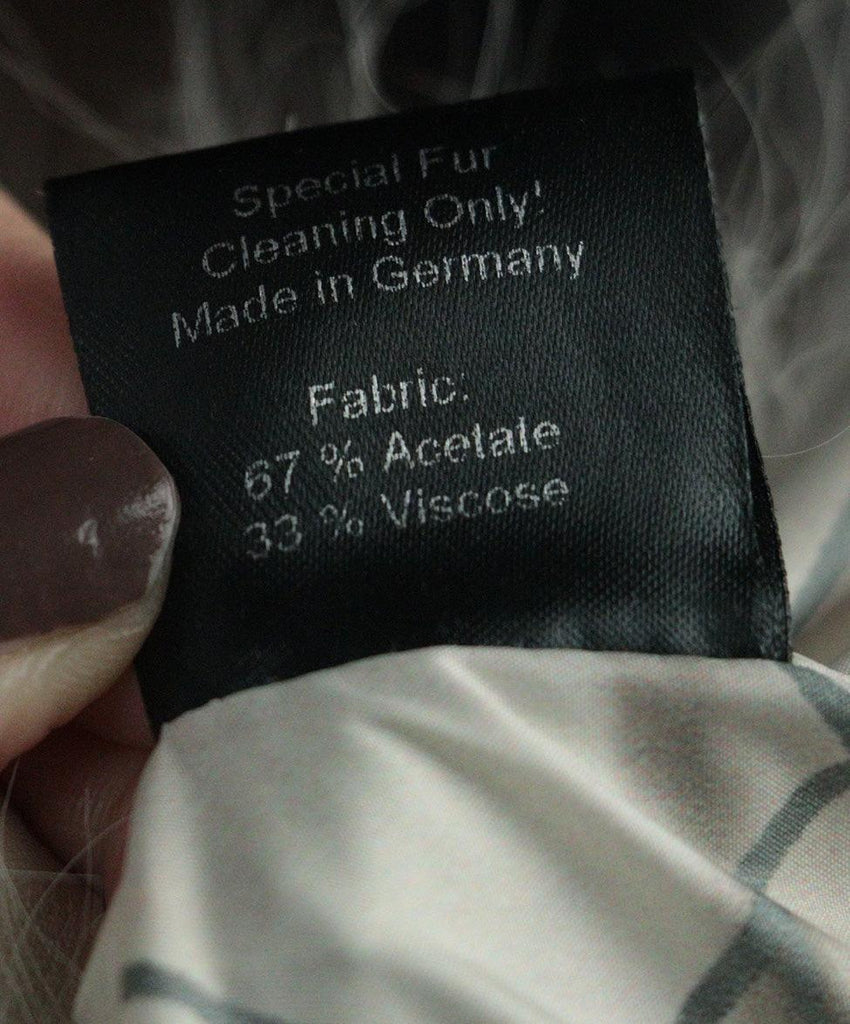 Special Fur
Cleaning Only!
Made in Germany
Fabric:
67 % Acetate
33 % Viscose